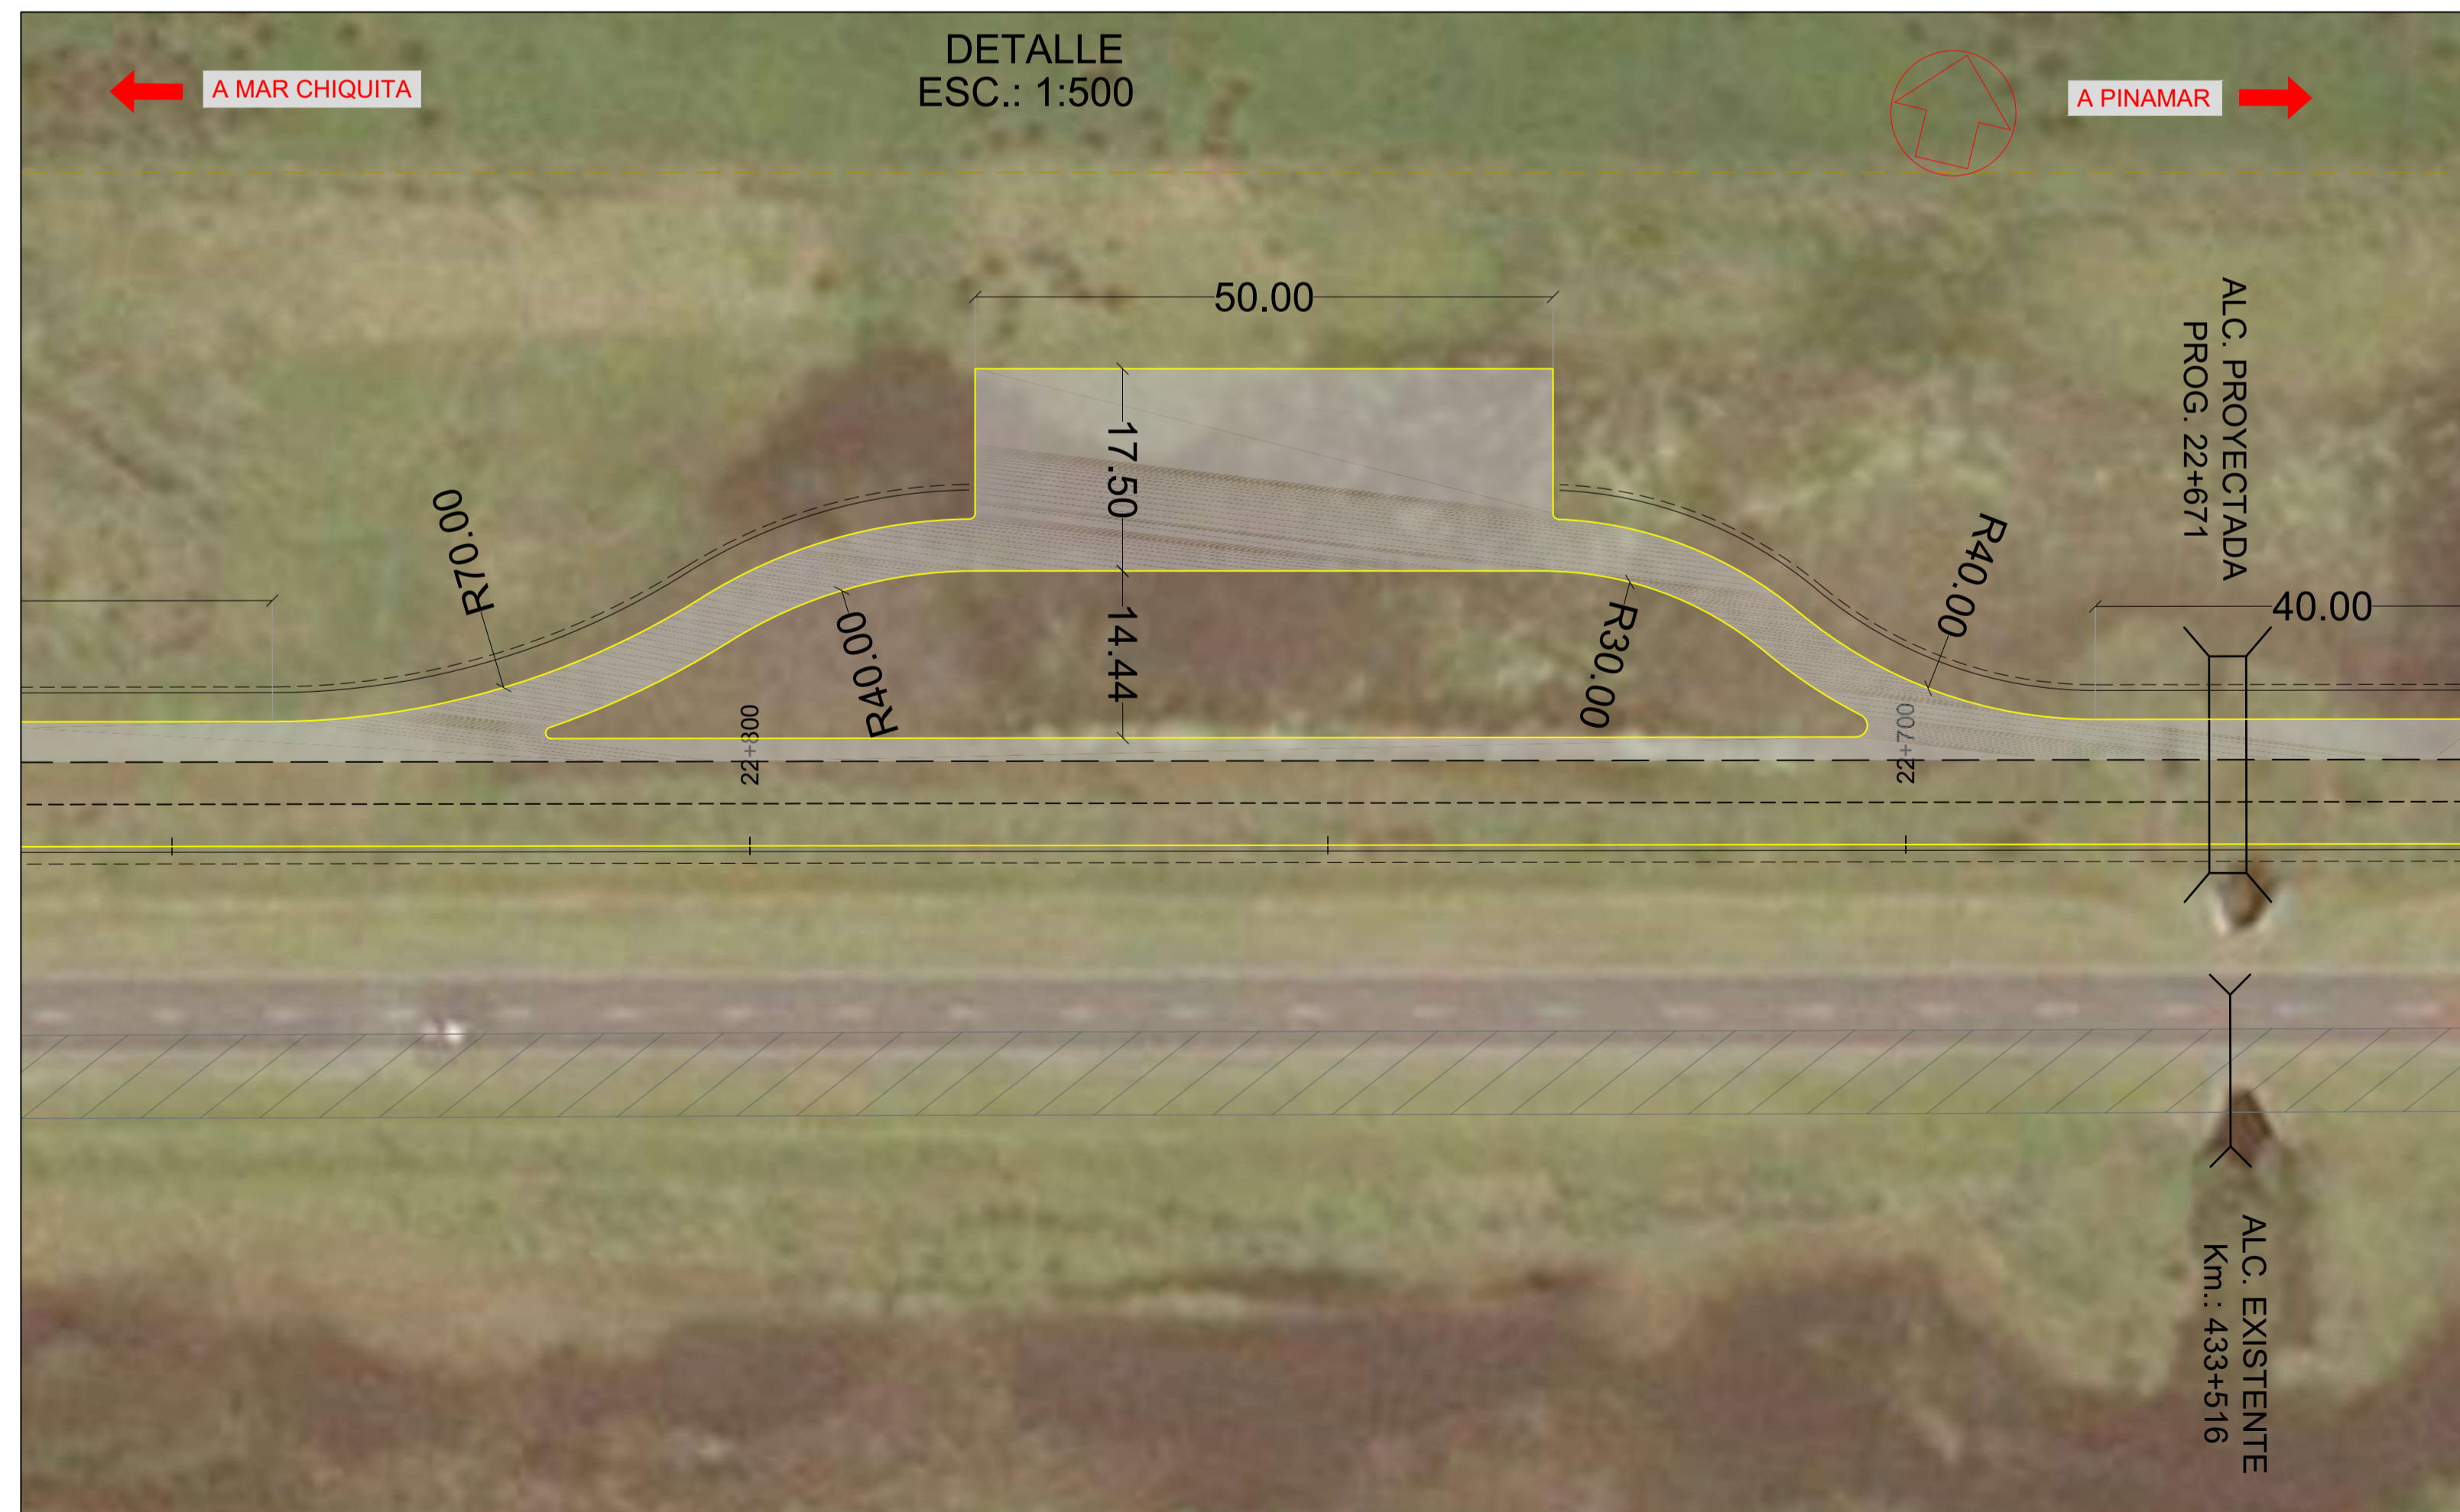 DETALLE
ESC.: 1:500
A MAR CHIQUITA
A PINAMAR
50.00
17.50
14.44
R70.00
R40.00
R30.00
R40.00
40.00
ALC. PROYECTADA
PROG. 22+671
22+800
22+700
ALC. EXISTENTE
Km.: 433+516